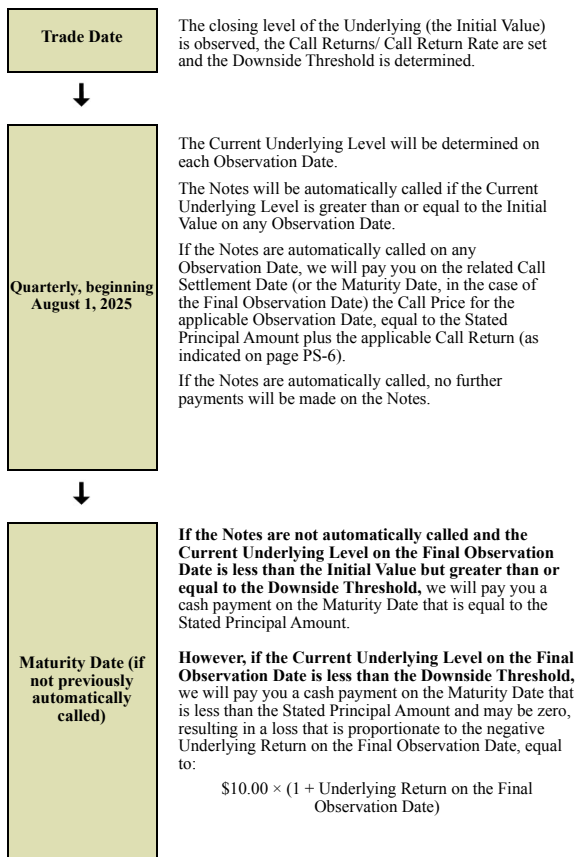 Trade Date
The closing level of the Underlying (the Initial Value)
is observed, the Call Returns/ Call Return Rate are set
and the Downside Threshold is determined.
Quarterly, beginning
August 1, 2025
The Current Underlying Level will be determined on
each Observation Date.
The Notes will be automatically called if the Current
Underlying Level is greater than or equal to the Initial
Value on any Observation Date.
If the Notes are automatically called on any
Observation Date, we will pay you on the related Call
Settlement Date (or the Maturity Date, in the case of
the Final Observation Date) the Call Price for the
applicable Observation Date, equal to the Stated
Principal Amount plus the applicable Call Return (as
indicated on page PS-6).
If the Notes are automatically called, no further
payments will be made on the Notes.
Maturity Date (if
not previously
automatically
called)
If the Notes are not automatically called and the
Current Underlying Level on the Final Observation
Date is less than the Initial Value but greater than or
equal to the Downside Threshold, we will pay you a
cash payment on the Maturity Date that is equal to the
Stated Principal Amount.
However, if the Current Underlying Level on the Final
Observation Date is less than the Downside Threshold,
we will pay you a cash payment on the Maturity Date that
is less than the Stated Principal Amount and may be zero,
resulting in a loss that is proportionate to the negative
Underlying Return on the Final Observation Date, equal
to:
$10.00 × (1 + Underlying Return on the Final
Observation Date)